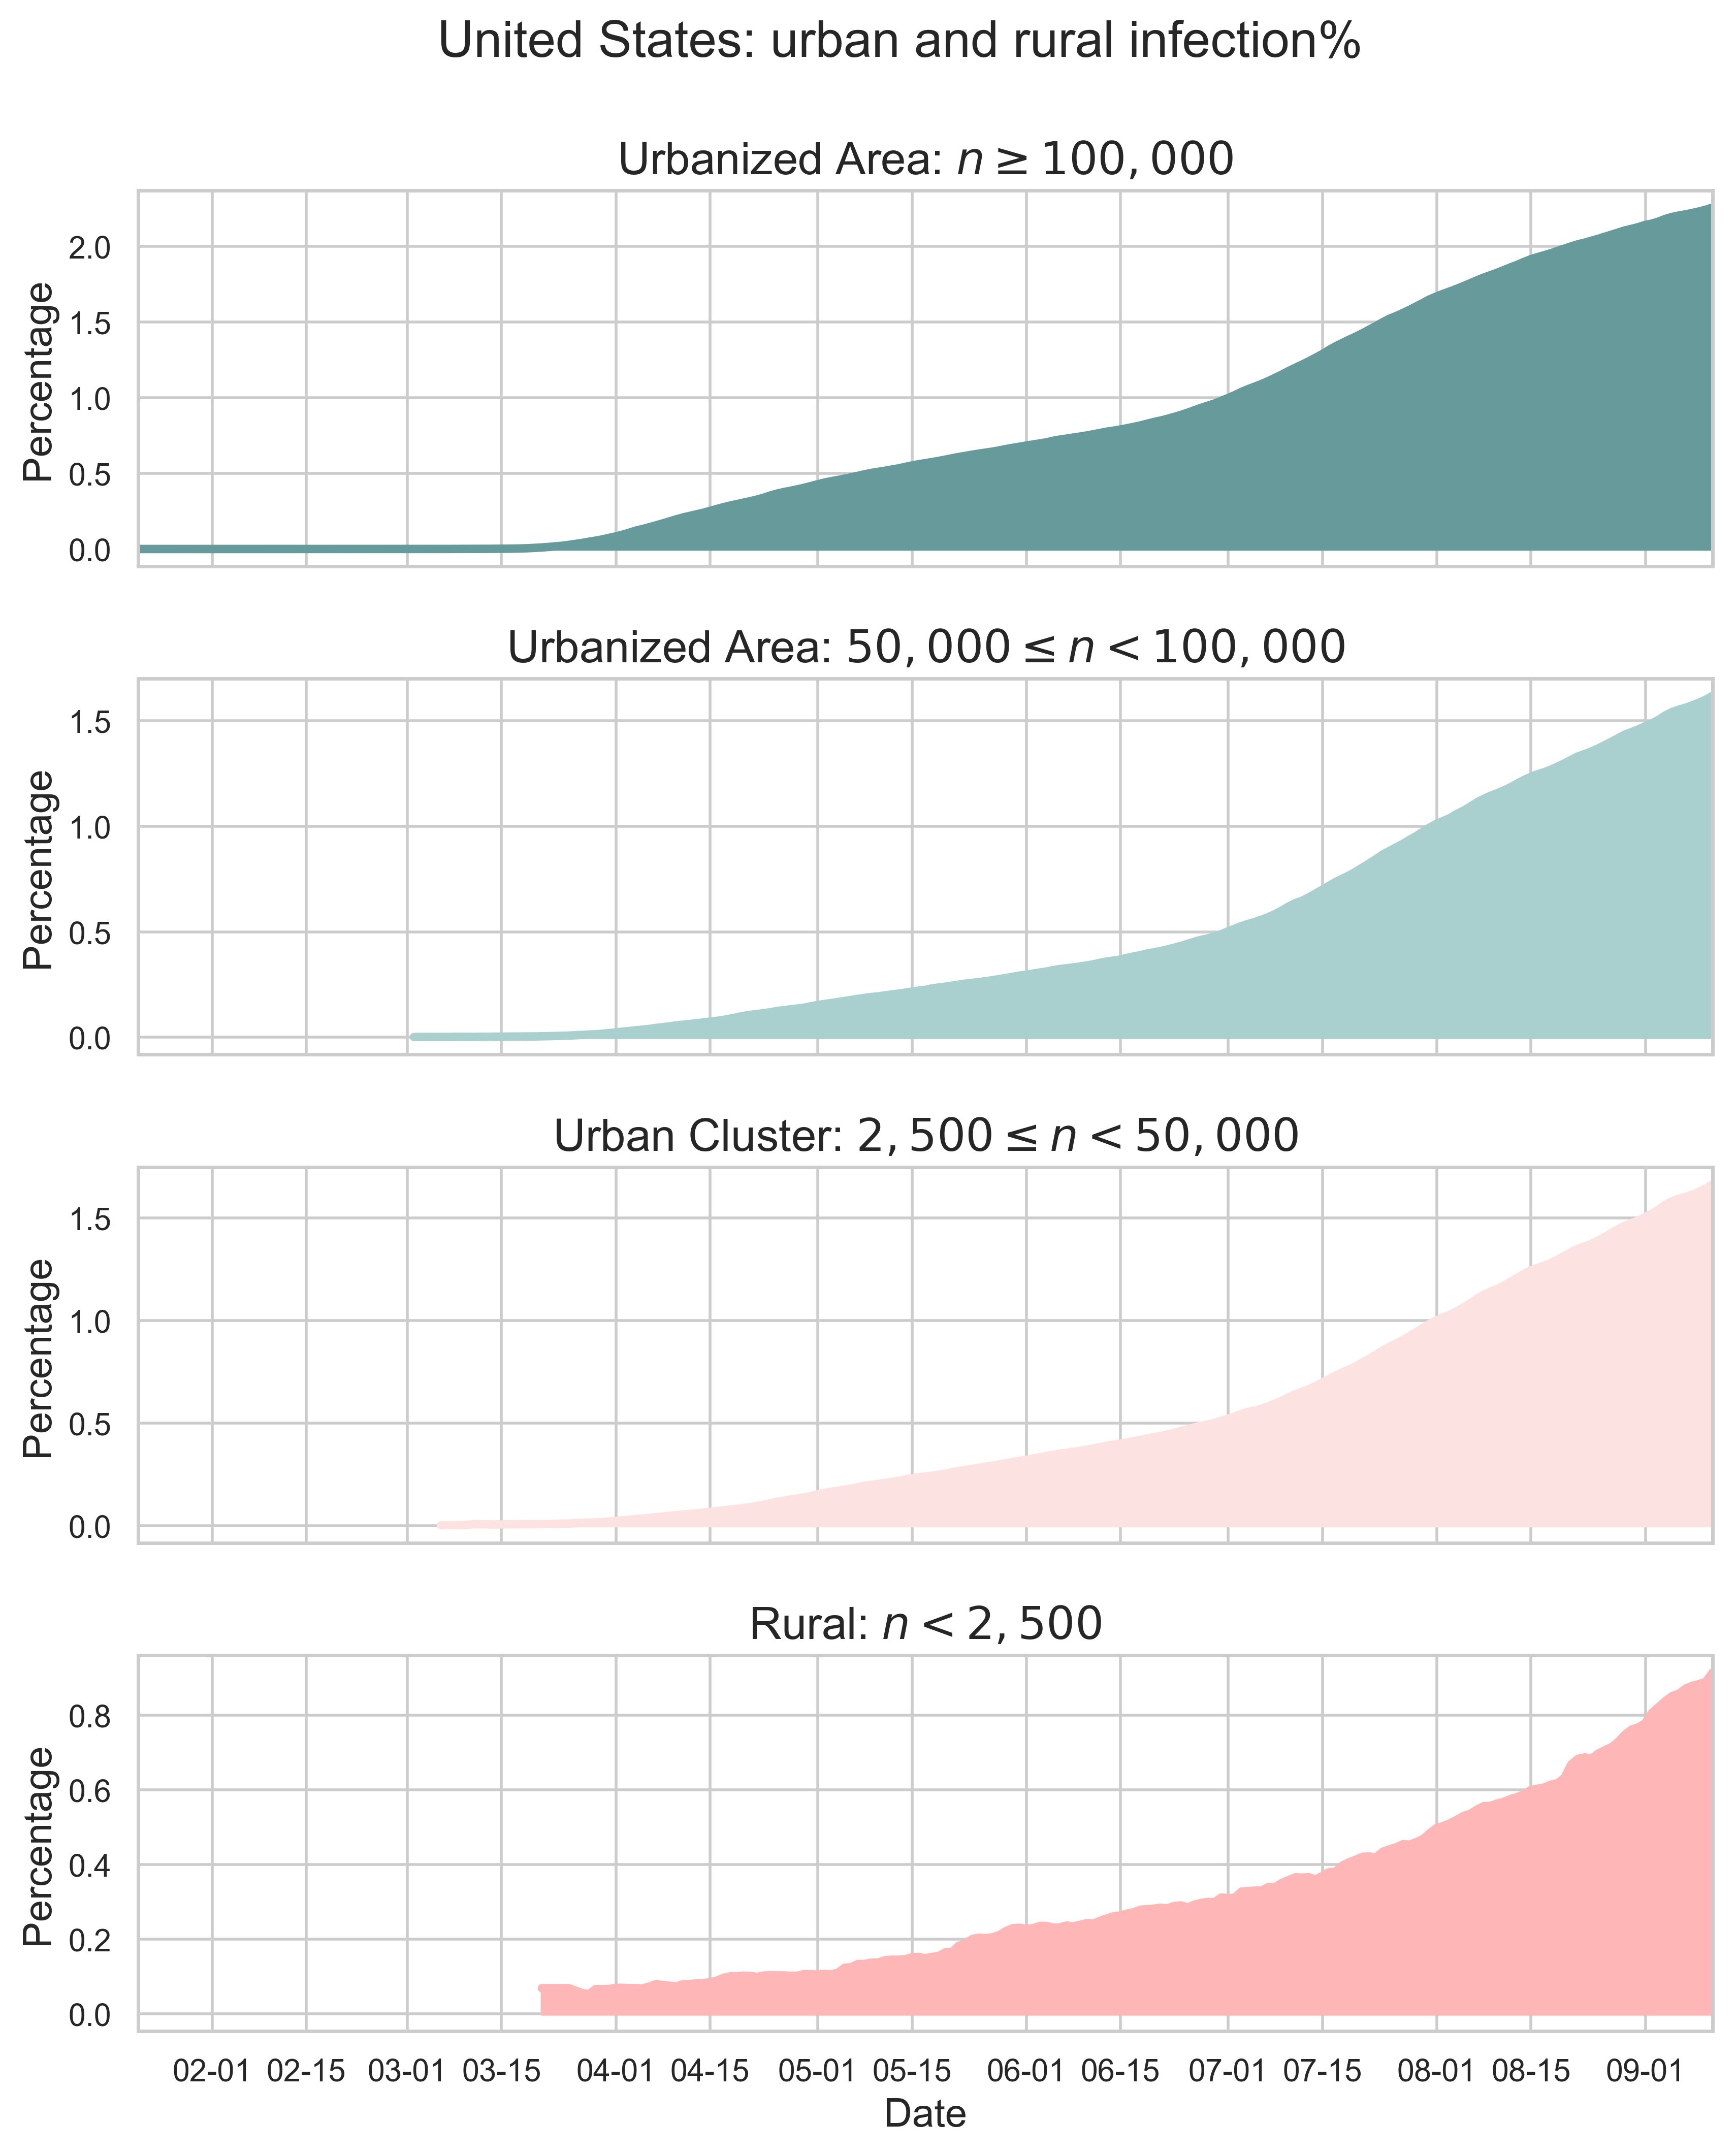 United States: urban and rural infection%
Urbanized Area: n ≥ 100, 000
Percentage
2.0
1.5
1.0
0.5
0.0
Urbanized Area: 50, 000 ≤ n < 100, 000
Percentage
1.5
1.0
0.5
0.0
Urban Cluster: 2, 500 ≤ n < 50, 000
Percentage
1.5
1.0
0.5
0.0
Rural: n < 2, 500
Percentage
0.8
0.6
0.4
0.2
0.0
02-01 02-15 03-01 03-15 04-01 04-15 05-01 05-15 06-01 06-15 07-01 07-15 08-01 08-15 09-01
Date